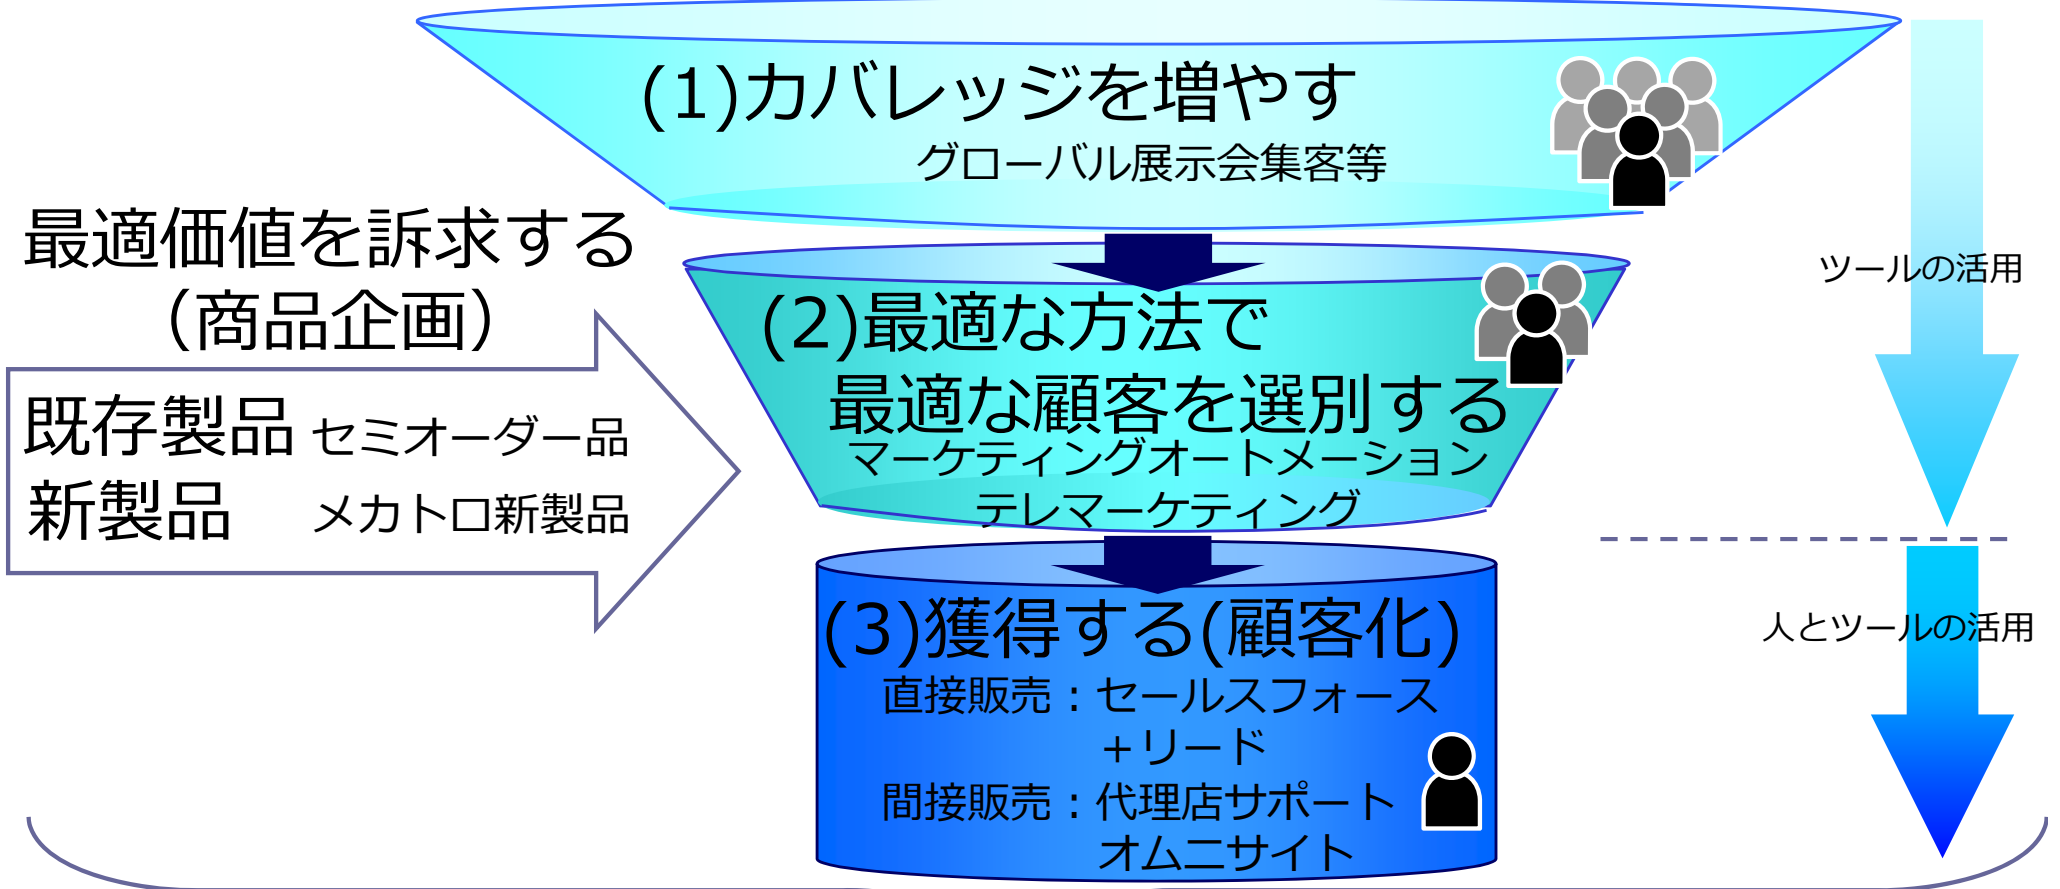 (1)カバレッジを増やす
グローバル展示会集客等
最適価値を訴求する
（商品企画）
既存製品 セミオーダー品
新製品 メカトロ新製品
(2)最適な方法で
最適な顧客を選別する
マーケティングオートメーション
テレマーケティング
(3)獲得する(顧客化)
直接販売：セールスフォース
＋リード
間接販売：代理店サポート
オムニサイト
ツールの活用
人とツールの活用